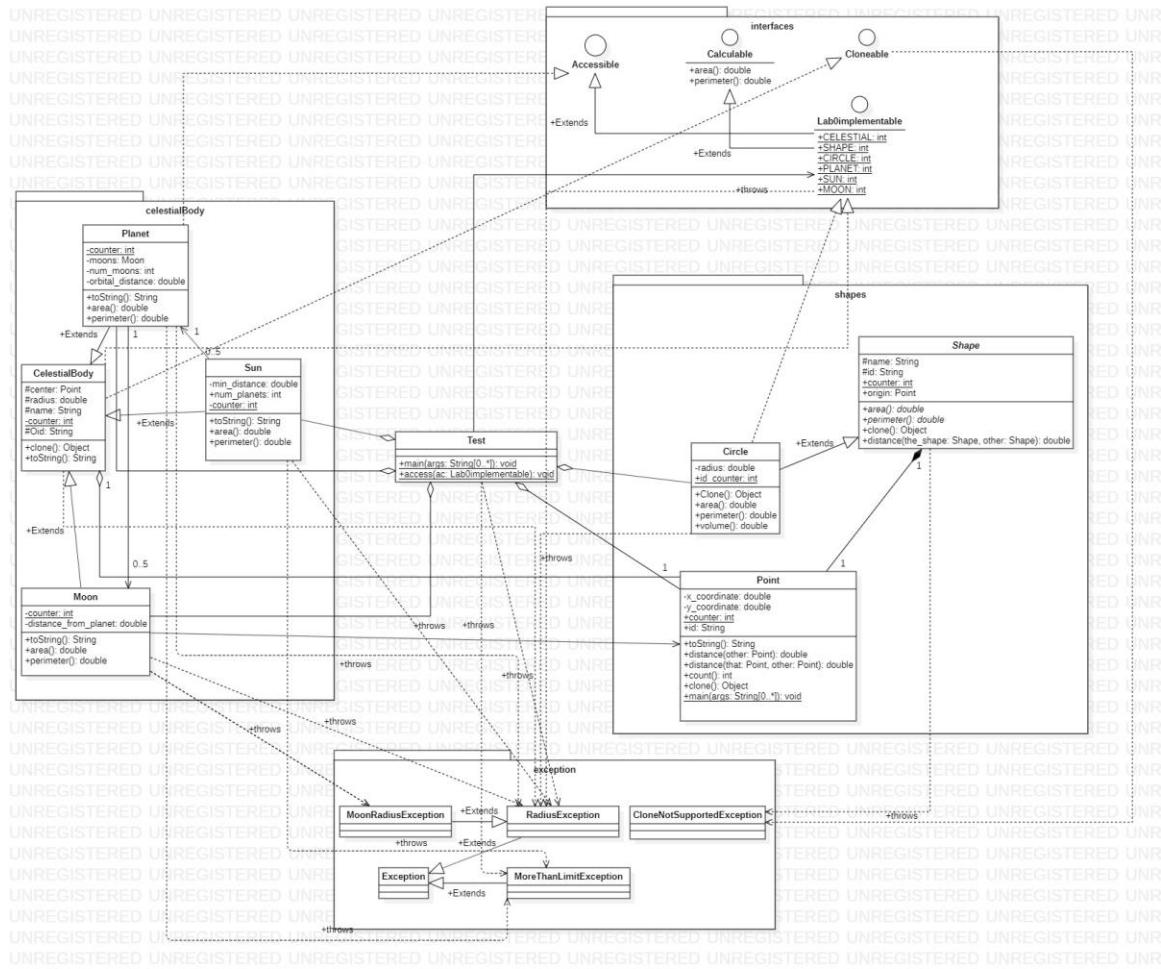 interfaces
Accessible
Calculable
+area(): double
+perimeter(): double
Cloneable
Lab0implementable
+CELESTIAL: int
+SHAPE: int
+CIRCLE: int
+PLANET: int
+SUN: int
+MOON: int
+Extends
+Extends
+throws
celestialBody
Planet
-counter: int
-moons: Moon
-num_moons: int
-orbital_distance: double
+toString(): String
+area(): double
+perimeter(): double
+Extends
1
1
0..5
CelestialBody
#center: Point
#radius: double
#name: String
-counter: int
#Oid: String
+clone(): Object
+toString(): String
1
+Extends
Sun
-min_distance: double
+num_planets: int
-counter: int
+toString(): String
+area(): double
+perimeter(): double
+Extends
0..5
Moon
-counter: int
-distance_from_planet: double
+toString(): String
+area(): double
+perimeter(): double
Test
+main(args: String[0..*]): void
+access(ac: Lab0implementable): void
shapes
Shape
#name: String
#id: String
+counter: int
+origin: Point
+area(): double
+perimeter(): double
+clone(): Object
+distance(the_shape: Shape, other: Shape): double
+Extends
1
Circle
-radius: double
+id_counter: int
+Clone(): Object
+area(): double
+perimeter(): double
+volume(): double
+throws
1
1
Point
-x_coordinate: double
-y_coordinate: double
+counter: int
+id: String
+toString(): String
+distance(other: Point): double
+distance(that: Point, other: Point): double
+count(): int
+clone(): Object
+main(args: String[0..*]): void
+throws
+throws
+throws
+throws
+throws
+throws
exception
MoonRadiusException
+Extends
RadiusException
CloneNotSupportedException
+throws
+throws
+Extends
Exception
+Extends
MoreThanLimitException
+throws